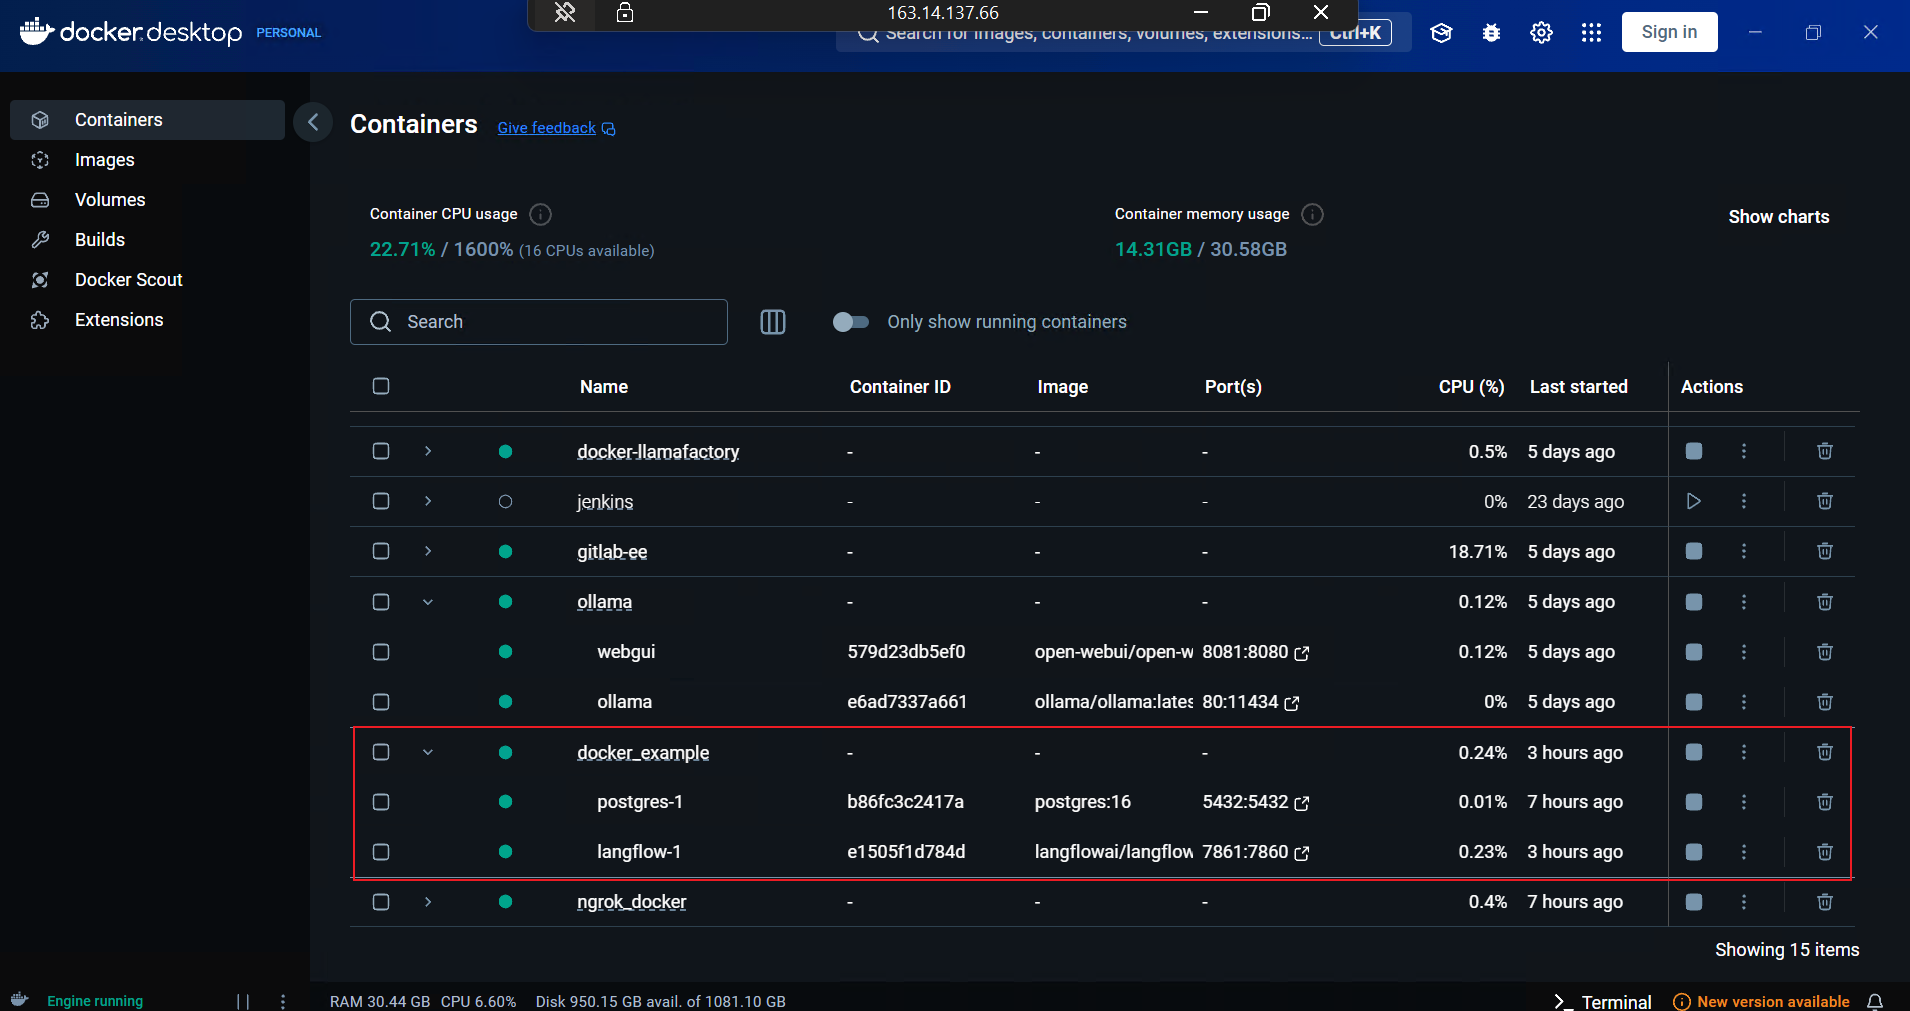 163.14.137.66
docker.desktop PERSONAL
Search for images, containers, volumes, extensions... Ctrl+K
Sign in
Containers
Images
Volumes
Builds
Docker Scout
Extensions
Containers Give feedback
Container CPU usage
22.71% / 1600% (16 CPUs available)
Container memory usage
14.31GB / 30.58GB
Show charts
Search
Only show running containers
Name Container ID Image Port(s) CPU (%) Last started Actions
docker-llamafactory - - - 0.5% 5 days ago
jenkins - - - 0% 23 days ago
gitlab-ee - - - 18.71% 5 days ago
ollama - - - 0.12% 5 days ago
webgui 579d23db5ef0 open-webui/open-w 8081:8080 0.12% 5 days ago
ollama e6ad7337a661 ollama/ollama:lates 80:11434 0% 5 days ago
docker_example - - - 0.24% 3 hours ago
postgres-1 b86fc3c2417a postgres:16 5432:5432 0.01% 7 hours ago
langflow-1 e1505f1d784d langflowai/langflow 7861:7860 0.23% 3 hours ago
ngrok_docker - - - 0.4% 7 hours ago
Showing 15 items
Engine running
RAM 30.44 GB CPU 6.60% Disk 950.15 GB avail. of 1081.10 GB
Terminal
New version available